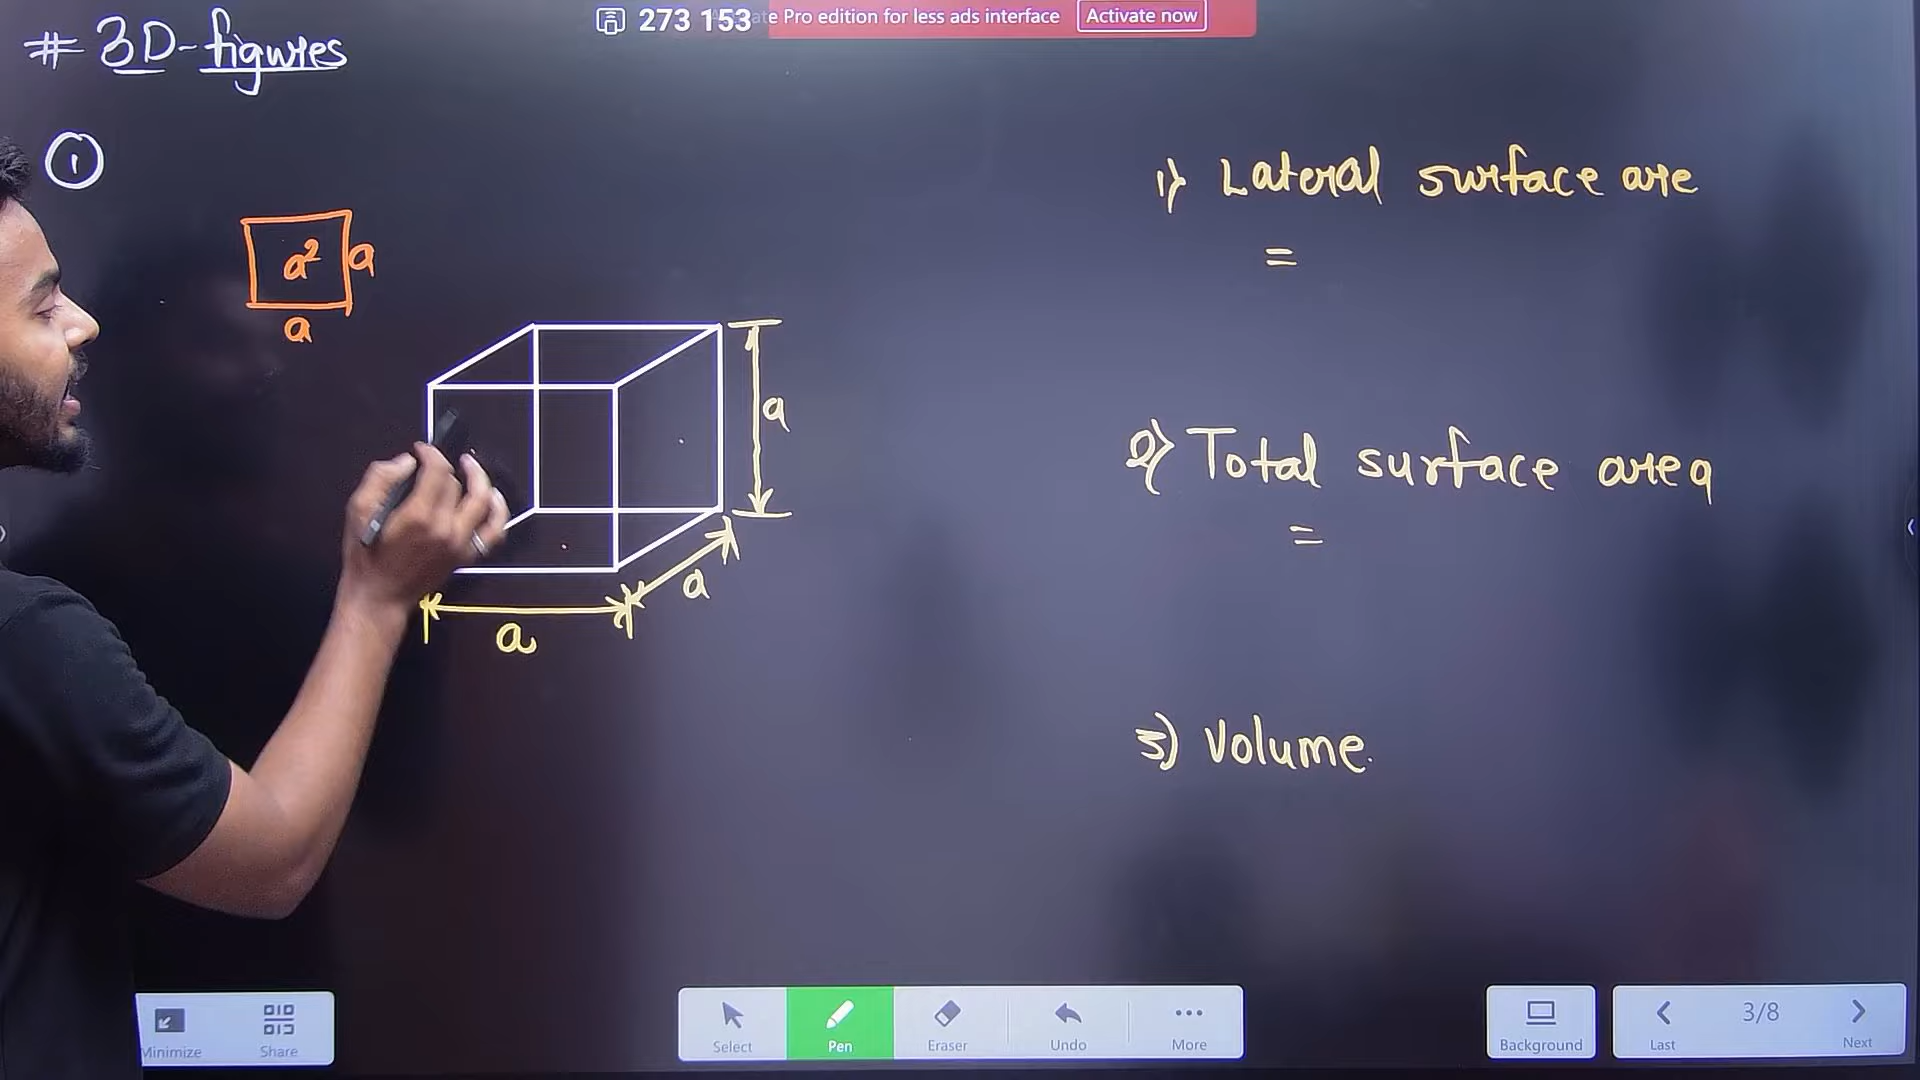 # 3D-figures
273 153
te Pro edition for less ads interface
Activate now
1
a²
a
a
a
a
a
1) Lateral surface are
=
2) Total surface area
=
3) Volume.
Minimize
Share
Select
Pen
Eraser
Undo
More
Background
Last
3/8
Next